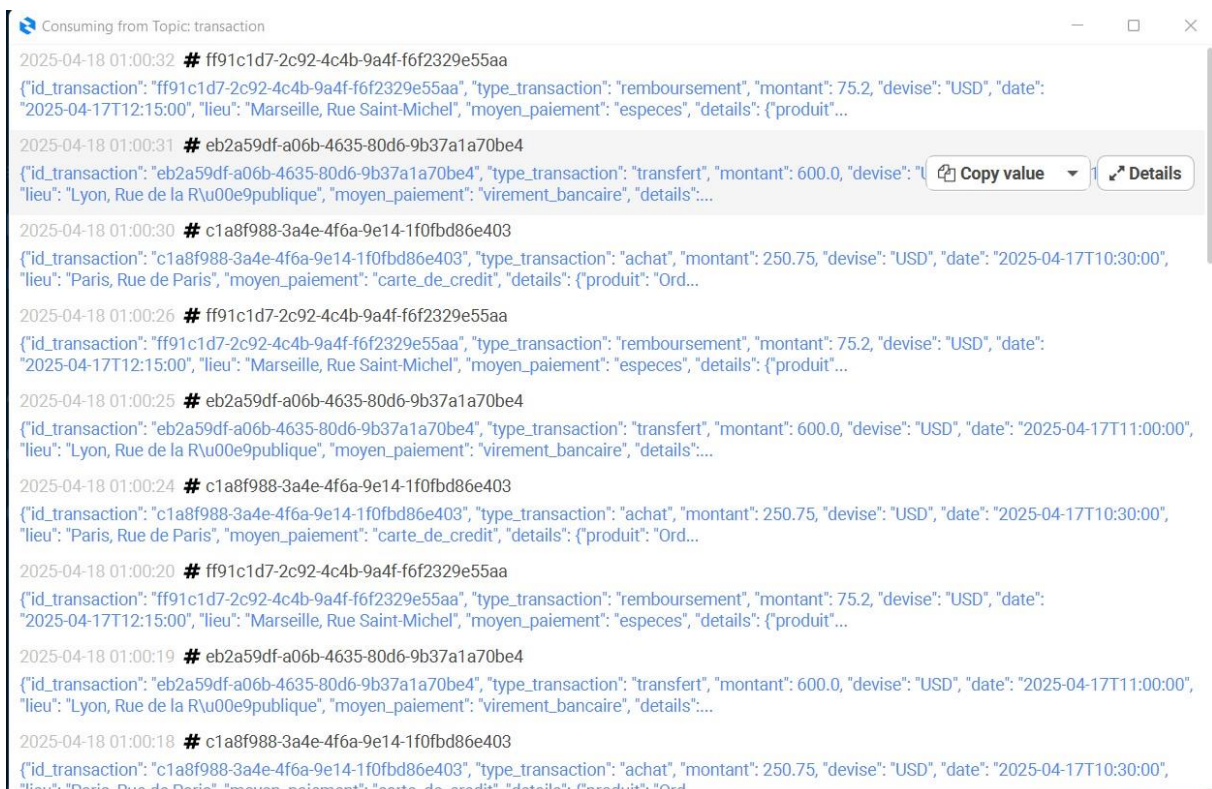 Consuming from Topic: transaction
2025-04-18 01:00:32 # ff91c1d7-2c92-4c4b-9a4f-f6f2329e55aa
{"id_transaction": "ff91c1d7-2c92-4c4b-9a4f-f6f2329e55aa", "type_transaction": "remboursement", "montant": 75.2, "devise": "USD", "date":
"2025-04-17T12:15:00", "lieu": "Marseille, Rue Saint-Michel", "moyen_paiement": "especes", "details": {"produit"...
2025-04-18 01:00:31 # eb2a59df-a06b-4635-80d6-9b37a1a70be4
{"id_transaction": "eb2a59df-a06b-4635-80d6-9b37a1a70be4", "type_transaction": "transfert", "montant": 600.0, "devise": Copy value Details
"lieu": "Lyon, Rue de la R\u00e9publique", "moyen_paiement": "virement_bancaire", "details":...
2025-04-18 01:00:30 # c1a8f988-3a4e-4f6a-9e14-1f0fbd86e403
{"id_transaction": "c1a8f988-3a4e-4f6a-9e14-1f0fbd86e403", "type_transaction": "achat", "montant": 250.75, "devise": "USD", "date": "2025-04-17T10:30:00",
"lieu": "Paris, Rue de Paris", "moyen_paiement": "carte_de_credit", "details": {"produit": "Ord...
2025-04-18 01:00:26 # ff91c1d7-2c92-4c4b-9a4f-f6f2329e55aa
{"id_transaction": "ff91c1d7-2c92-4c4b-9a4f-f6f2329e55aa", "type_transaction": "remboursement", "montant": 75.2, "devise": "USD", "date":
"2025-04-17T12:15:00", "lieu": "Marseille, Rue Saint-Michel", "moyen_paiement": "especes", "details": {"produit"...
2025-04-18 01:00:25 # eb2a59df-a06b-4635-80d6-9b37a1a70be4
{"id_transaction": "eb2a59df-a06b-4635-80d6-9b37a1a70be4", "type_transaction": "transfert", "montant": 600.0, "devise": "USD", "date": "2025-04-17T11:00:00",
"lieu": "Lyon, Rue de la R\u00e9publique", "moyen_paiement": "virement_bancaire", "details":...
2025-04-18 01:00:24 # c1a8f988-3a4e-4f6a-9e14-1f0fbd86e403
{"id_transaction": "c1a8f988-3a4e-4f6a-9e14-1f0fbd86e403", "type_transaction": "achat", "montant": 250.75, "devise": "USD", "date": "2025-04-17T10:30:00",
"lieu": "Paris, Rue de Paris", "moyen_paiement": "carte_de_credit", "details": {"produit": "Ord...
2025-04-18 01:00:20 # ff91c1d7-2c92-4c4b-9a4f-f6f2329e55aa
{"id_transaction": "ff91c1d7-2c92-4c4b-9a4f-f6f2329e55aa", "type_transaction": "remboursement", "montant": 75.2, "devise": "USD", "date":
"2025-04-17T12:15:00", "lieu": "Marseille, Rue Saint-Michel", "moyen_paiement": "especes", "details": {"produit"...
2025-04-18 01:00:19 # eb2a59df-a06b-4635-80d6-9b37a1a70be4
{"id_transaction": "eb2a59df-a06b-4635-80d6-9b37a1a70be4", "type_transaction": "transfert", "montant": 600.0, "devise": "USD", "date": "2025-04-17T11:00:00",
"lieu": "Lyon, Rue de la R\u00e9publique", "moyen_paiement": "virement_bancaire", "details":...
2025-04-18 01:00:18 # c1a8f988-3a4e-4f6a-9e14-1f0fbd86e403
{"id_transaction": "c1a8f988-3a4e-4f6a-9e14-1f0fbd86e403", "type_transaction": "achat", "montant": 250.75, "devise": "USD", "date": "2025-04-17T10:30:00",